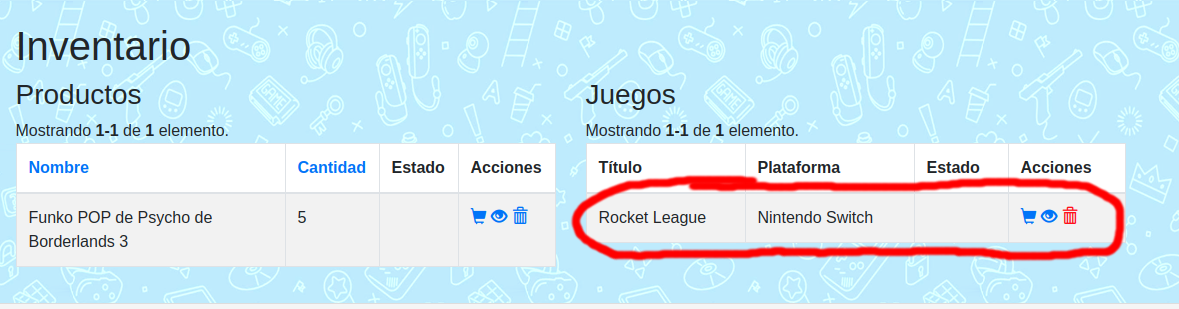 Inventario
Productos
Mostrando 1-1 de 1 elemento.
Nombre Cantidad Estado Acciones
Funko POP de Psycho de 5
Borderlands 3
Juegos
Mostrando 1-1 de 1 elemento.
Título Plataforma Estado Acciones
Rocket League Nintendo Switch